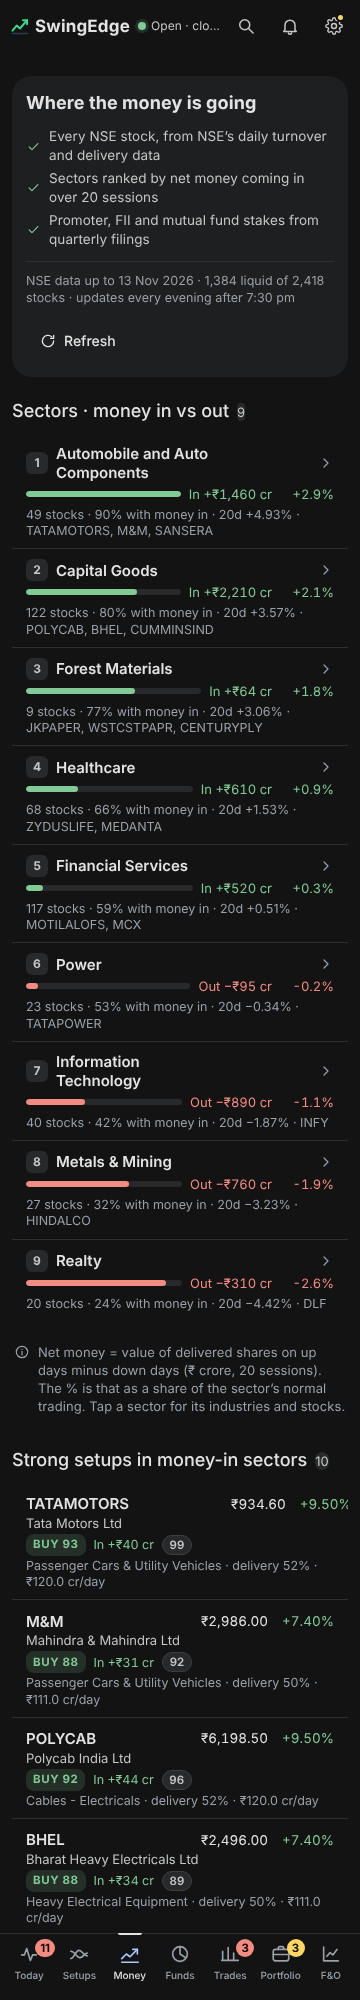 SwingEdge
Open · clo...
Where the money is going
Every NSE stock, from NSE's daily turnover
and delivery data
Sectors ranked by net money coming in
over 20 sessions
Promoter, FII and mutual fund stakes from
quarterly filings
NSE data up to 13 Nov 2026 · 1,384 liquid of 2,418
stocks · updates every evening after 7:30 pm
Refresh
Sectors · money in vs out 9
1 Automobile and Auto
Components
In +₹1,460 cr +2.9%
49 stocks · 90% with money in · 20d +4.93% ·
TATAMOTORS, M&M, SANSERA
2 Capital Goods
In +₹2,210 cr +2.1%
122 stocks · 80% with money in · 20d +3.57% ·
POLYCAB, BHEL, CUMMINSIND
3 Forest Materials
In +₹64 cr +1.8%
9 stocks · 77% with money in · 20d +3.06% ·
JKPAPER, WSTCSTPAPR, CENTURYPLY
4 Healthcare
In +₹610 cr +0.9%
68 stocks · 66% with money in · 20d +1.53% ·
ZYDUSLIFE, MEDANTA
5 Financial Services
In +₹520 cr +0.3%
117 stocks · 59% with money in · 20d +0.51% ·
MOTILALOFS, MCX
6 Power
Out −₹95 cr -0.2%
23 stocks · 53% with money in · 20d −0.34% ·
TATAPOWER
7 Information
Technology
Out −₹890 cr -1.1%
40 stocks · 42% with money in · 20d −1.87% · INFY
8 Metals & Mining
Out −₹760 cr -1.9%
27 stocks · 32% with money in · 20d −3.23% ·
HINDALCO
9 Realty
Out −₹310 cr -2.6%
20 stocks · 24% with money in · 20d −4.42% · DLF
Net money = value of delivered shares on up
days minus down days (₹ crore, 20 sessions).
The % is that as a share of the sector's normal
trading. Tap a sector for its industries and stocks.
Strong setups in money-in sectors 10
TATAMOTORS ₹934.60 +9.50%
Tata Motors Ltd
BUY 93 In +₹40 cr 99
Passenger Cars & Utility Vehicles · delivery 52% ·
₹120.0 cr/day
M&M ₹2,986.00 +7.40%
Mahindra & Mahindra Ltd
BUY 88 In +₹31 cr 92
Passenger Cars & Utility Vehicles · delivery 50% ·
₹111.0 cr/day
POLYCAB ₹6,198.50 +9.50%
Polycab India Ltd
BUY 92 In +₹44 cr 96
Cables - Electricals · delivery 52% · ₹120.0 cr/day
BHEL ₹2,496.00 +7.40%
Bharat Heavy Electricals Ltd
BUY 88 In +₹34 cr 89
Heavy Electrical Equipment · delivery 50% · ₹111.0
cr/day
11 3 3
Today Setups Money Funds Trades Portfolio F&O